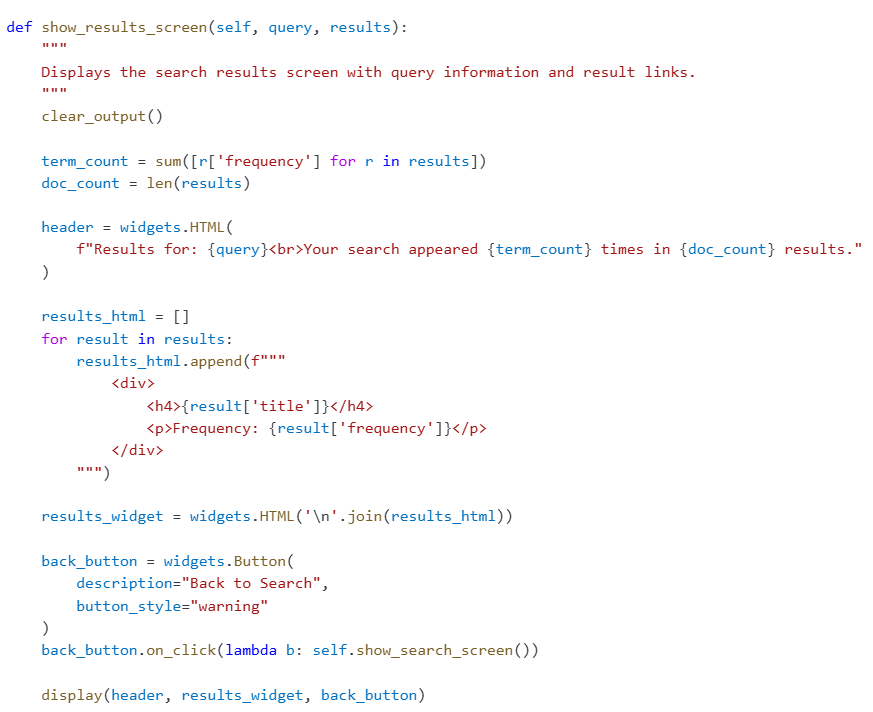 def show_results_screen(self, query, results):
    """
    Displays the search results screen with query information and result links.
    """
    clear_output()

    term_count = sum([r['frequency'] for r in results])
    doc_count = len(results)

    header = widgets.HTML(
        f"Results for: {query}<br>Your search appeared {term_count} times in {doc_count} results."
    )

    results_html = []
    for result in results:
        results_html.append(f"""
            <div>
                <h4>{result['title']}</h4>
                <p>Frequency: {result['frequency']}</p>
            </div>
        """)

    results_widget = widgets.HTML('\n'.join(results_html))

    back_button = widgets.Button(
        description="Back to Search",
        button_style="warning"
    )
    back_button.on_click(lambda b: self.show_search_screen())

    display(header, results_widget, back_button)